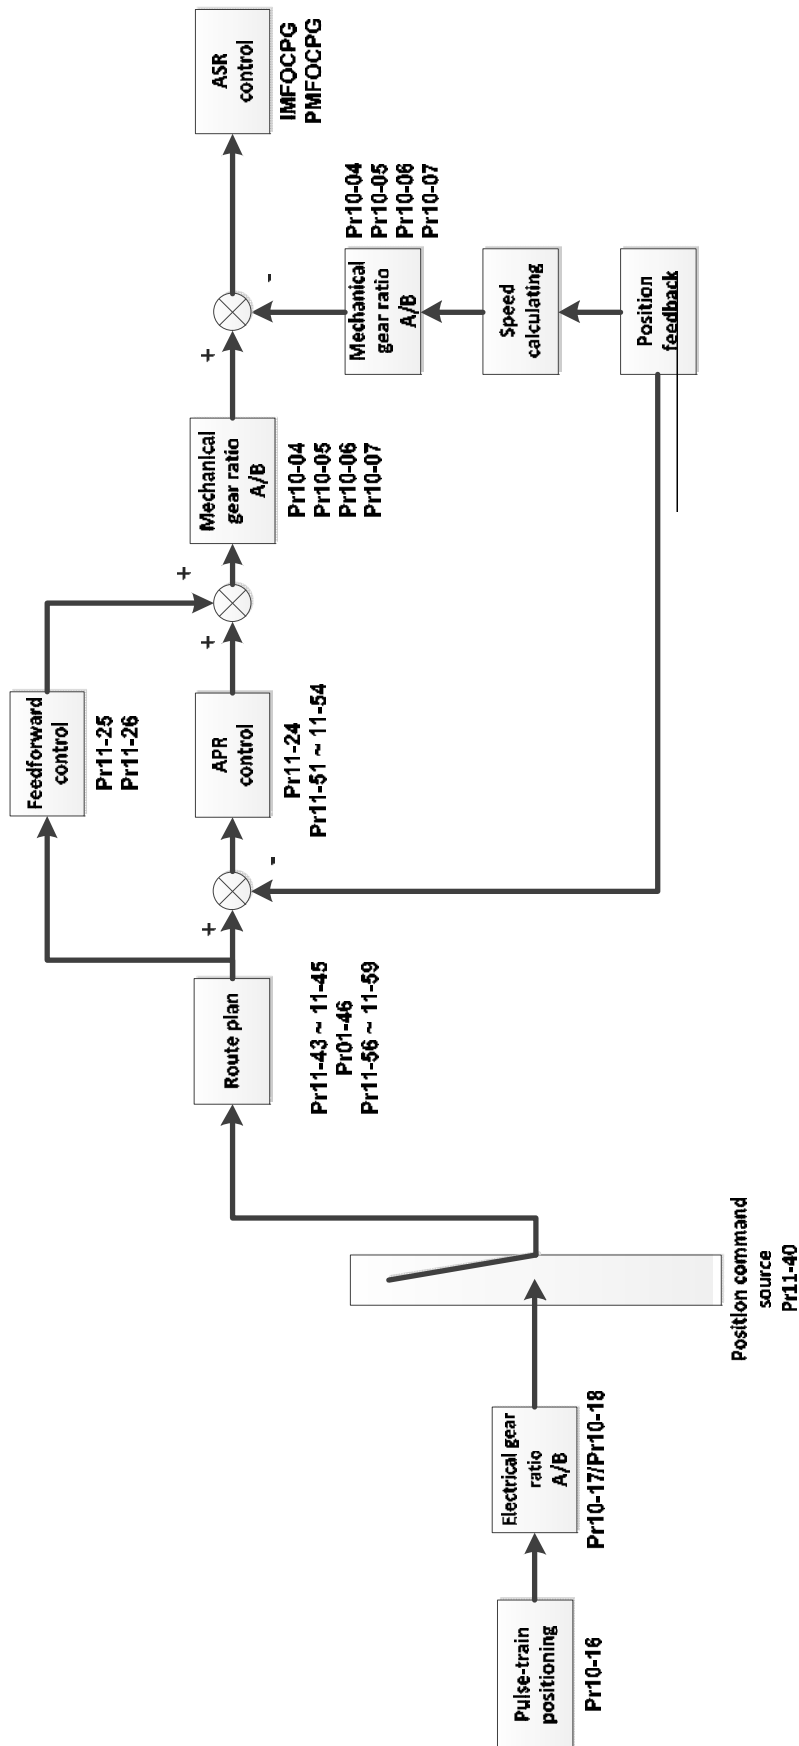 Pulse-train
positioning
Pr10-16
Electrical gear
ratio
A/B
Pr10-17/Pr10-18
Position command
source
Pr11-40
Route plan
Pr11-43 ~ 11-45
Pr01-46
Pr11-56 ~ 11-59
Feedforward
control
Pr11-25
Pr11-26
+
-
APR
control
Pr11-24
Pr11-51 ~ 11-54
+
+
Mechanical
gear ratio
A/B
Pr10-04
Pr10-05
Pr10-06
Pr10-07
+
-
Mechanical
gear ratio
A/B
Pr10-04
Pr10-05
Pr10-06
Pr10-07
Speed
calculating
Position
feedback
ASR
control
IMFOCPG
PMFOCPG